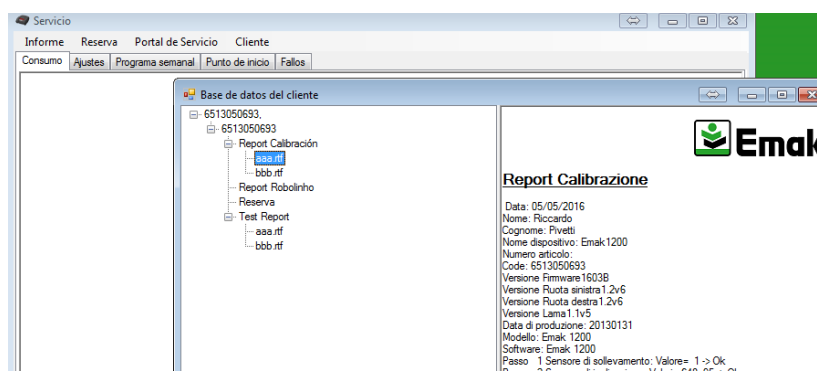 Servicio
Informe Reserva Portal de Servicio Cliente
Consumo Ajustes Programa semanal Punto de inicio Fallos
Base de datos del cliente
6513050693,
6513050693
Report Calibración
aaa.rtf
bbb.rtf
Report Robolinho
Reserva
Test Report
aaa.rtf
bbb.rtf
Emak
Report Calibrazione
Data: 05/05/2016
Nome: Riccardo
Cognome: Pivetti
Nome dispositivo: Emak1200
Numero articolo:
Code: 6513050693
Versione Firmware1603B
Versione Ruota sinistra1.2v6
Versione Ruota destra1.2v6
Versione Lama1.1v5
Data di produzione: 20130131
Modello: Emak 1200
Software: Emak 1200
Passo 1 Sensore di sollevamento: Valore= 1 -> Ok